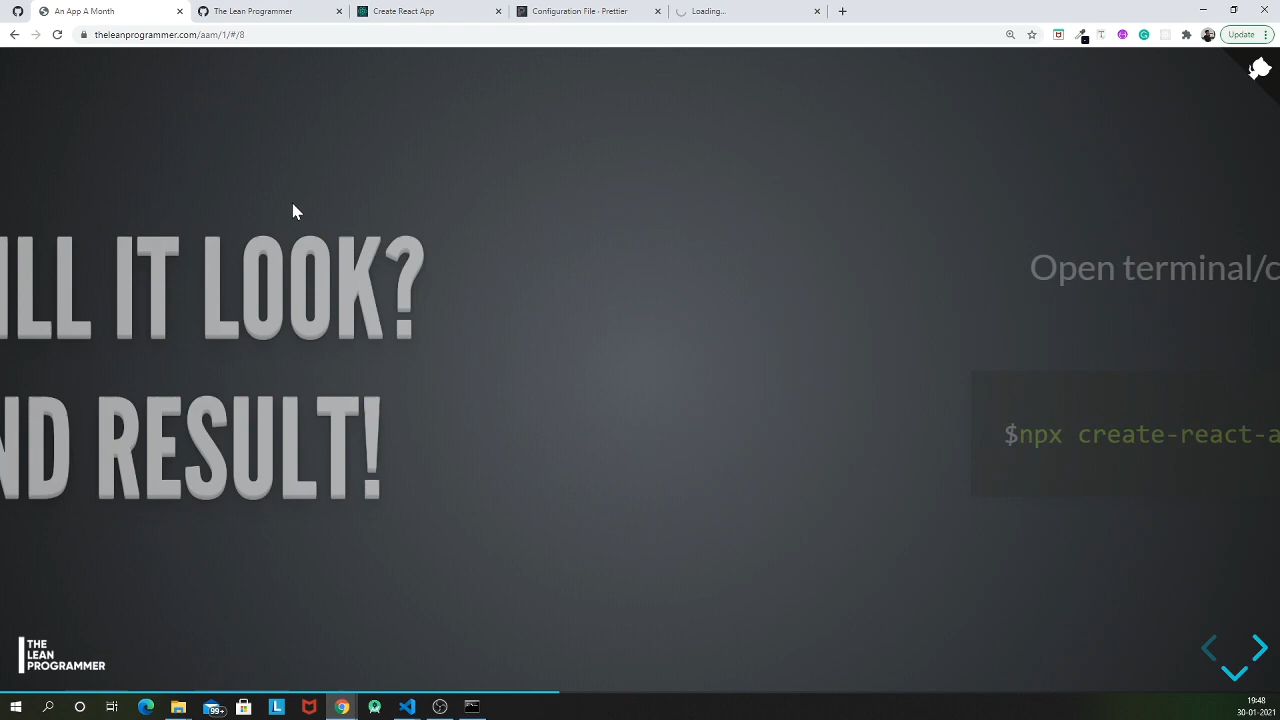 An App A Month
The Lean Programmer
Create React App
Configuration File · Prettier
Loading...
theleanprogrammer.com/aam/1/#/8
Update
ILL IT LOOK?
ND RESULT!
Open terminal/c
$npx create-react-a
THE
LEAN
PROGRAMMER
99+
19:48
30-01-2021